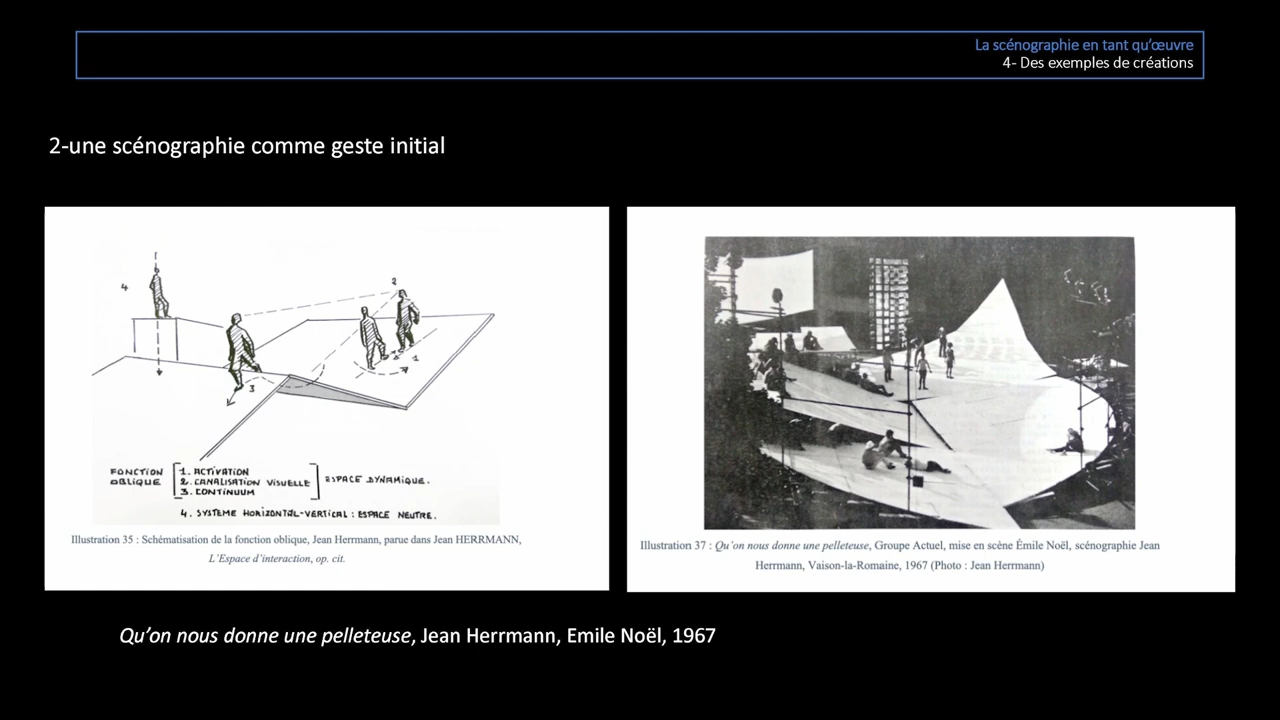 La scénographie en tant qu'œuvre
4- Des exemples de créations
2-une scénographie comme geste initial
4
2
1
3
FONCTION OBLIQUE
1. ACTIVATION
2. CANALISATION VISUELLE
3. CONTINUUM
ESPACE DYNAMIQUE.
4. SYSTEME HORIZONTAL-VERTICAL : ESPACE NEUTRE.
Illustration 35 : Schématisation de la fonction oblique, Jean Herrmann, parue dans Jean HERRMANN,
L'Espace d'interaction, op. cit.
Illustration 37 : Qu'on nous donne une pelleteuse, Groupe Actuel, mise en scène Émile Noël, scénographie Jean
Herrmann, Vaison-la-Romaine, 1967 (Photo : Jean Herrmann)
Qu'on nous donne une pelleteuse, Jean Herrmann, Emile Noël, 1967